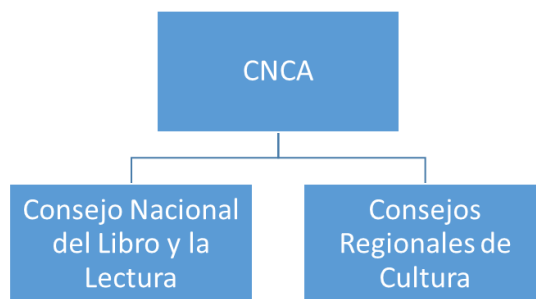 CNCA
Consejo Nacional
del Libro y la
Lectura
Consejos
Regionales de
Cultura